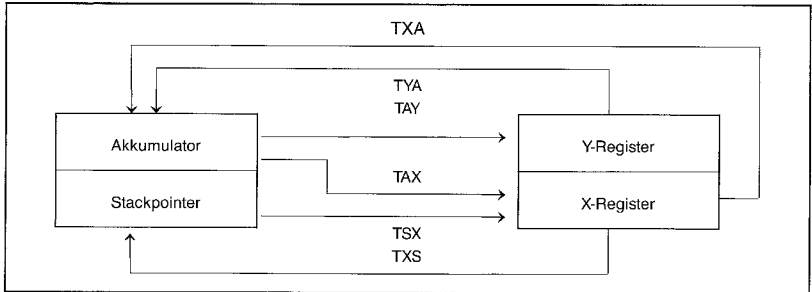 TXA
TYA
TAY
Akkumulator
Y-Register
TAX
Stackpointer
X-Register
TSX
TXS